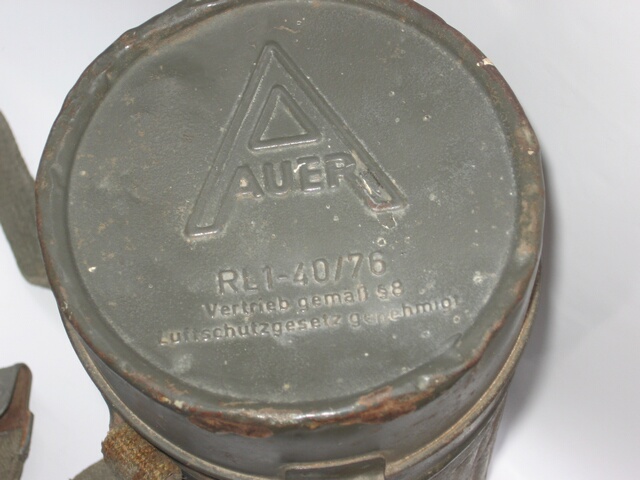 AUER
RL1-40/76
Vertrieb gemäß §8
Luftschutzgesetz genehmigt